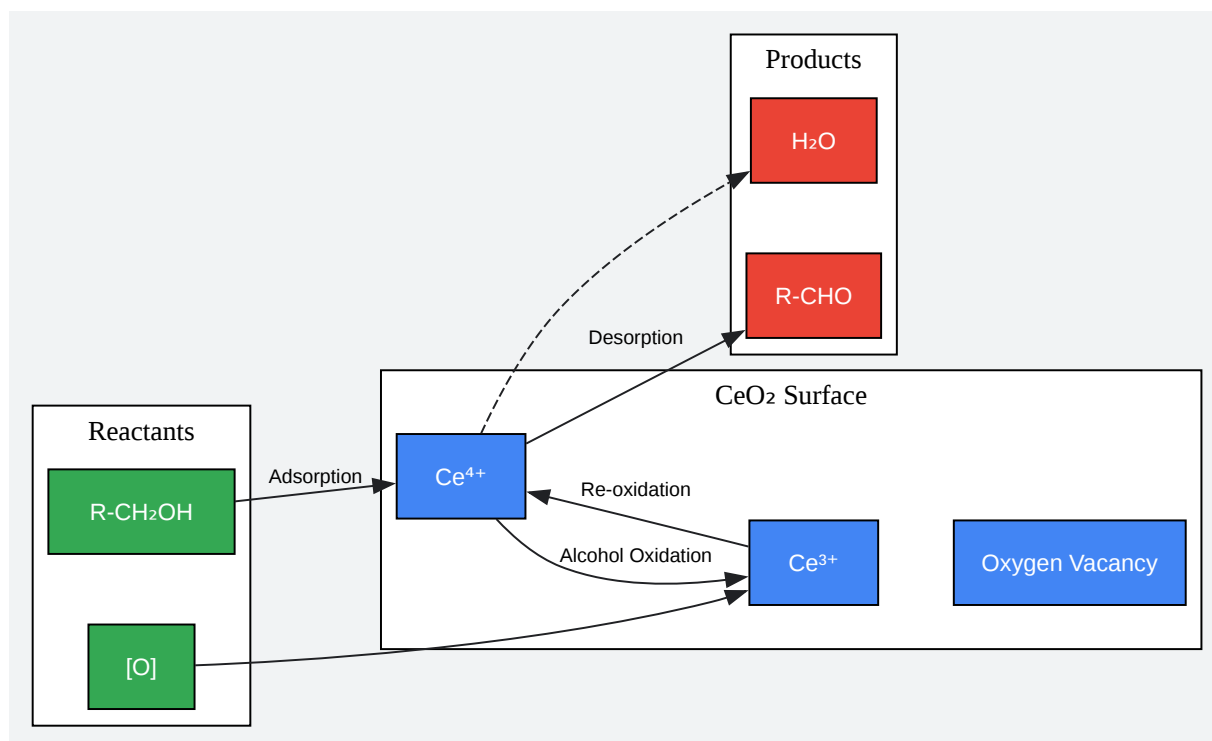 Products
H₂O
R-CHO
Desorption
CeO₂ Surface
Reactants
Adsorption
Ce⁴⁺
R-CH₂OH
Re-oxidation
Alcohol Oxidation
Ce³⁺
Oxygen Vacancy
[O]